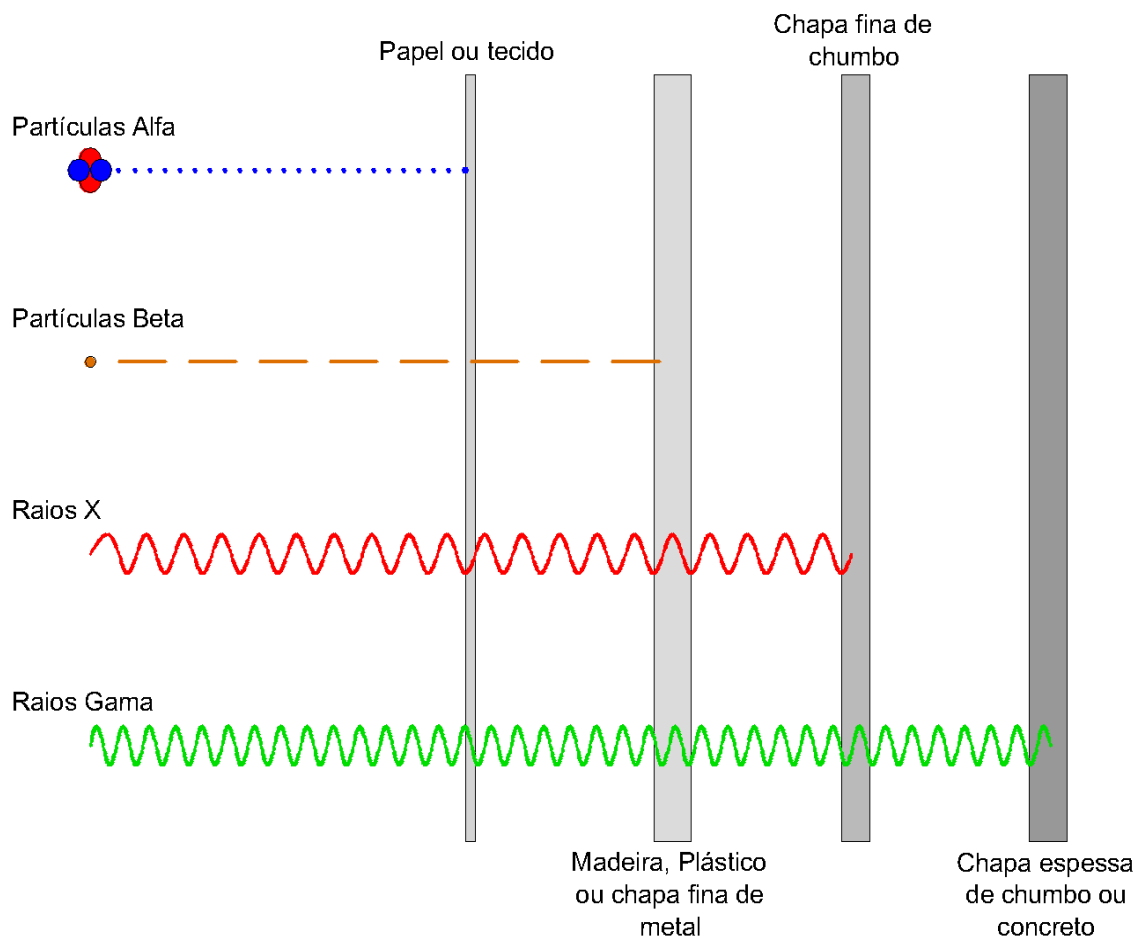 Chapa fina de
chumbo
Papel ou tecido
Partículas Alfa
Partículas Beta
Raios X
Raios Gama
Madeira, Plástico
ou chapa fina de
metal
Chapa espessa
de chumbo ou
concreto